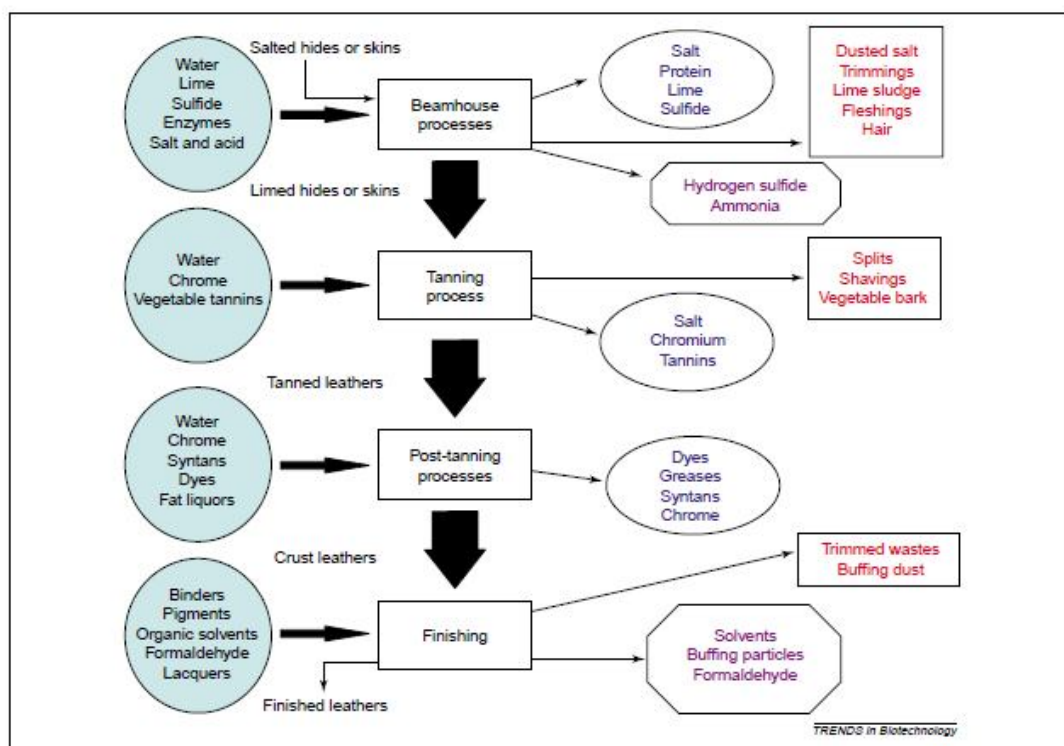 Salted hides or skins
Water
Lime
Sulfide
Enzymes
Salt and acid
Beamhouse
processes
Salt
Protein
Lime
Sulfide
Dusted salt
Trimmings
Lime sludge
Fleshings
Hair
Hydrogen sulfide
Ammonia
Limed hides or skins
Water
Chrome
Vegetable tannins
Tanning
process
Splits
Shavings
Vegetable bark
Salt
Chromium
Tannins
Tanned leathers
Water
Chrome
Syntans
Dyes
Fat liquors
Post-tanning
processes
Dyes
Greases
Syntans
Chrome
Crust leathers
Trimmed wastes
Buffing dust
Binders
Pigments
Organic solvents
Formaldehyde
Lacquers
Finishing
Solvents
Buffing particles
Formaldehyde
Finished leathers
TRENDS in Biotechnology